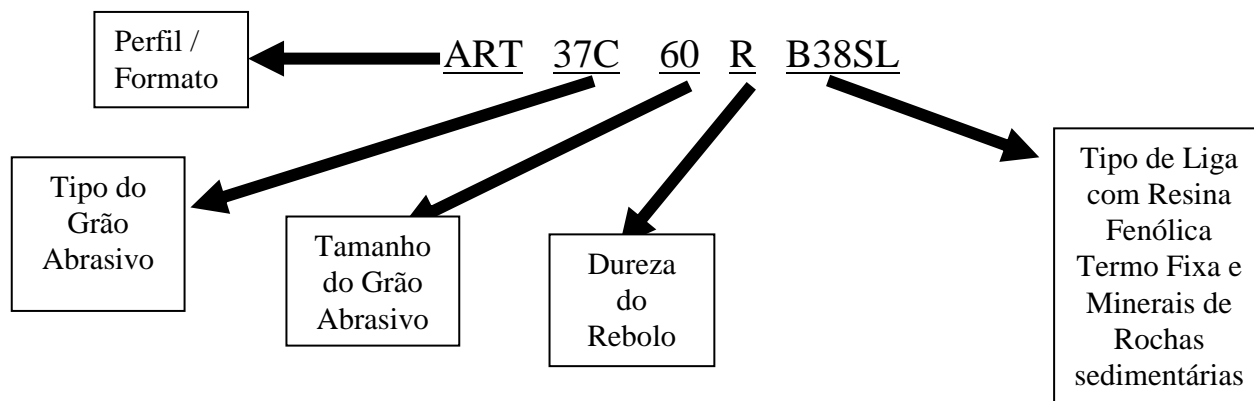 ART 37C 60 R B38SL
Perfil /
Formato
Tipo do
Grão
Abrasivo
Tamanho
do Grão
Abrasivo
Dureza
do
Rebolo
Tipo de Liga
com Resina
Fenólica
Termo Fixa e
Minerais de
Rochas
sedimentárias